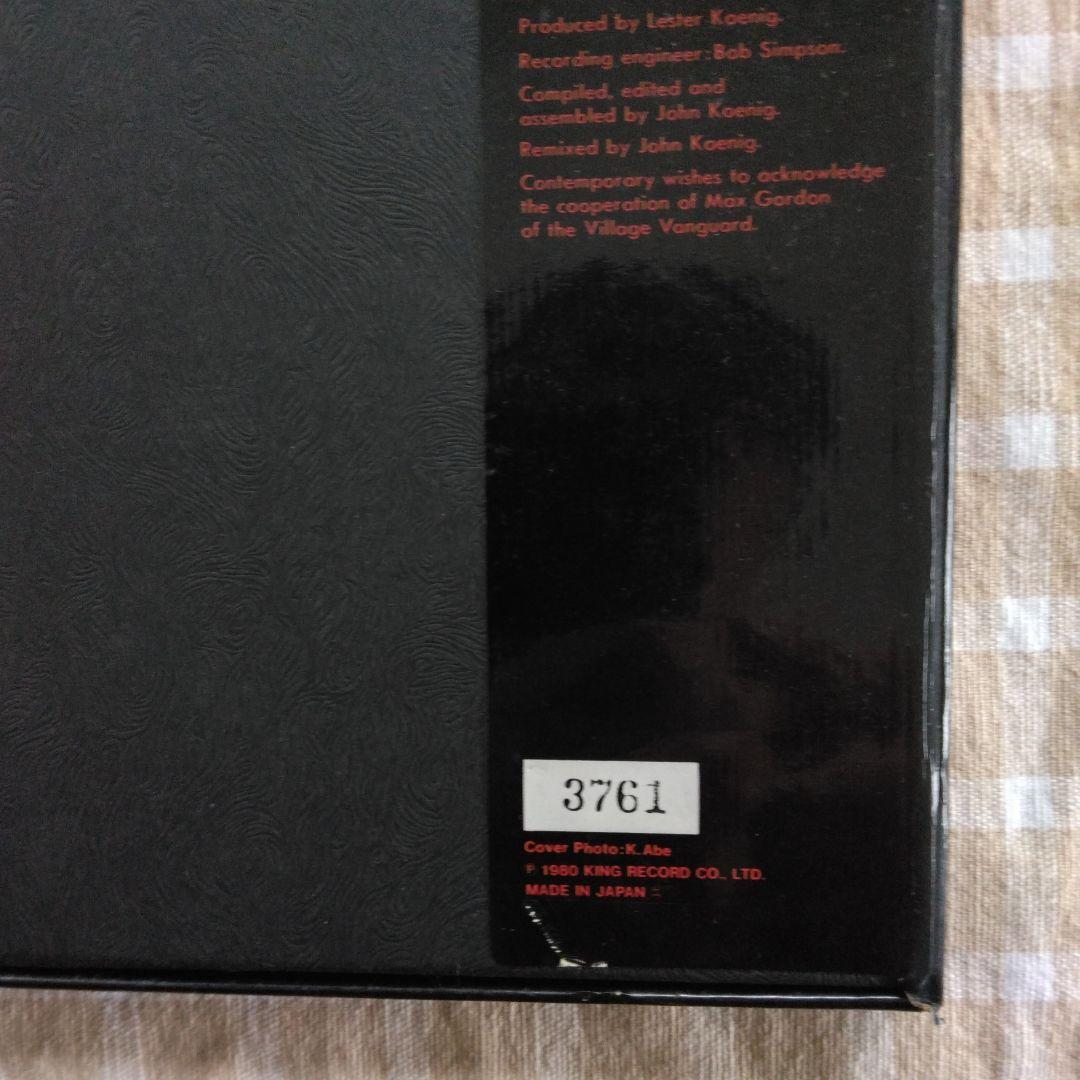 Produced by Lester Koenig.
Recording engineer: Bob Simpson.
Compiled, edited and
assembled by John Koenig.
Remixed by John Koenig.
Contemporary wishes to acknowledge
the cooperation of Max Gordon
of the Village Vanguard.
3761
Cover Photo: K. Abe
℗ 1980 KING RECORD CO., LTD.
MADE IN JAPAN